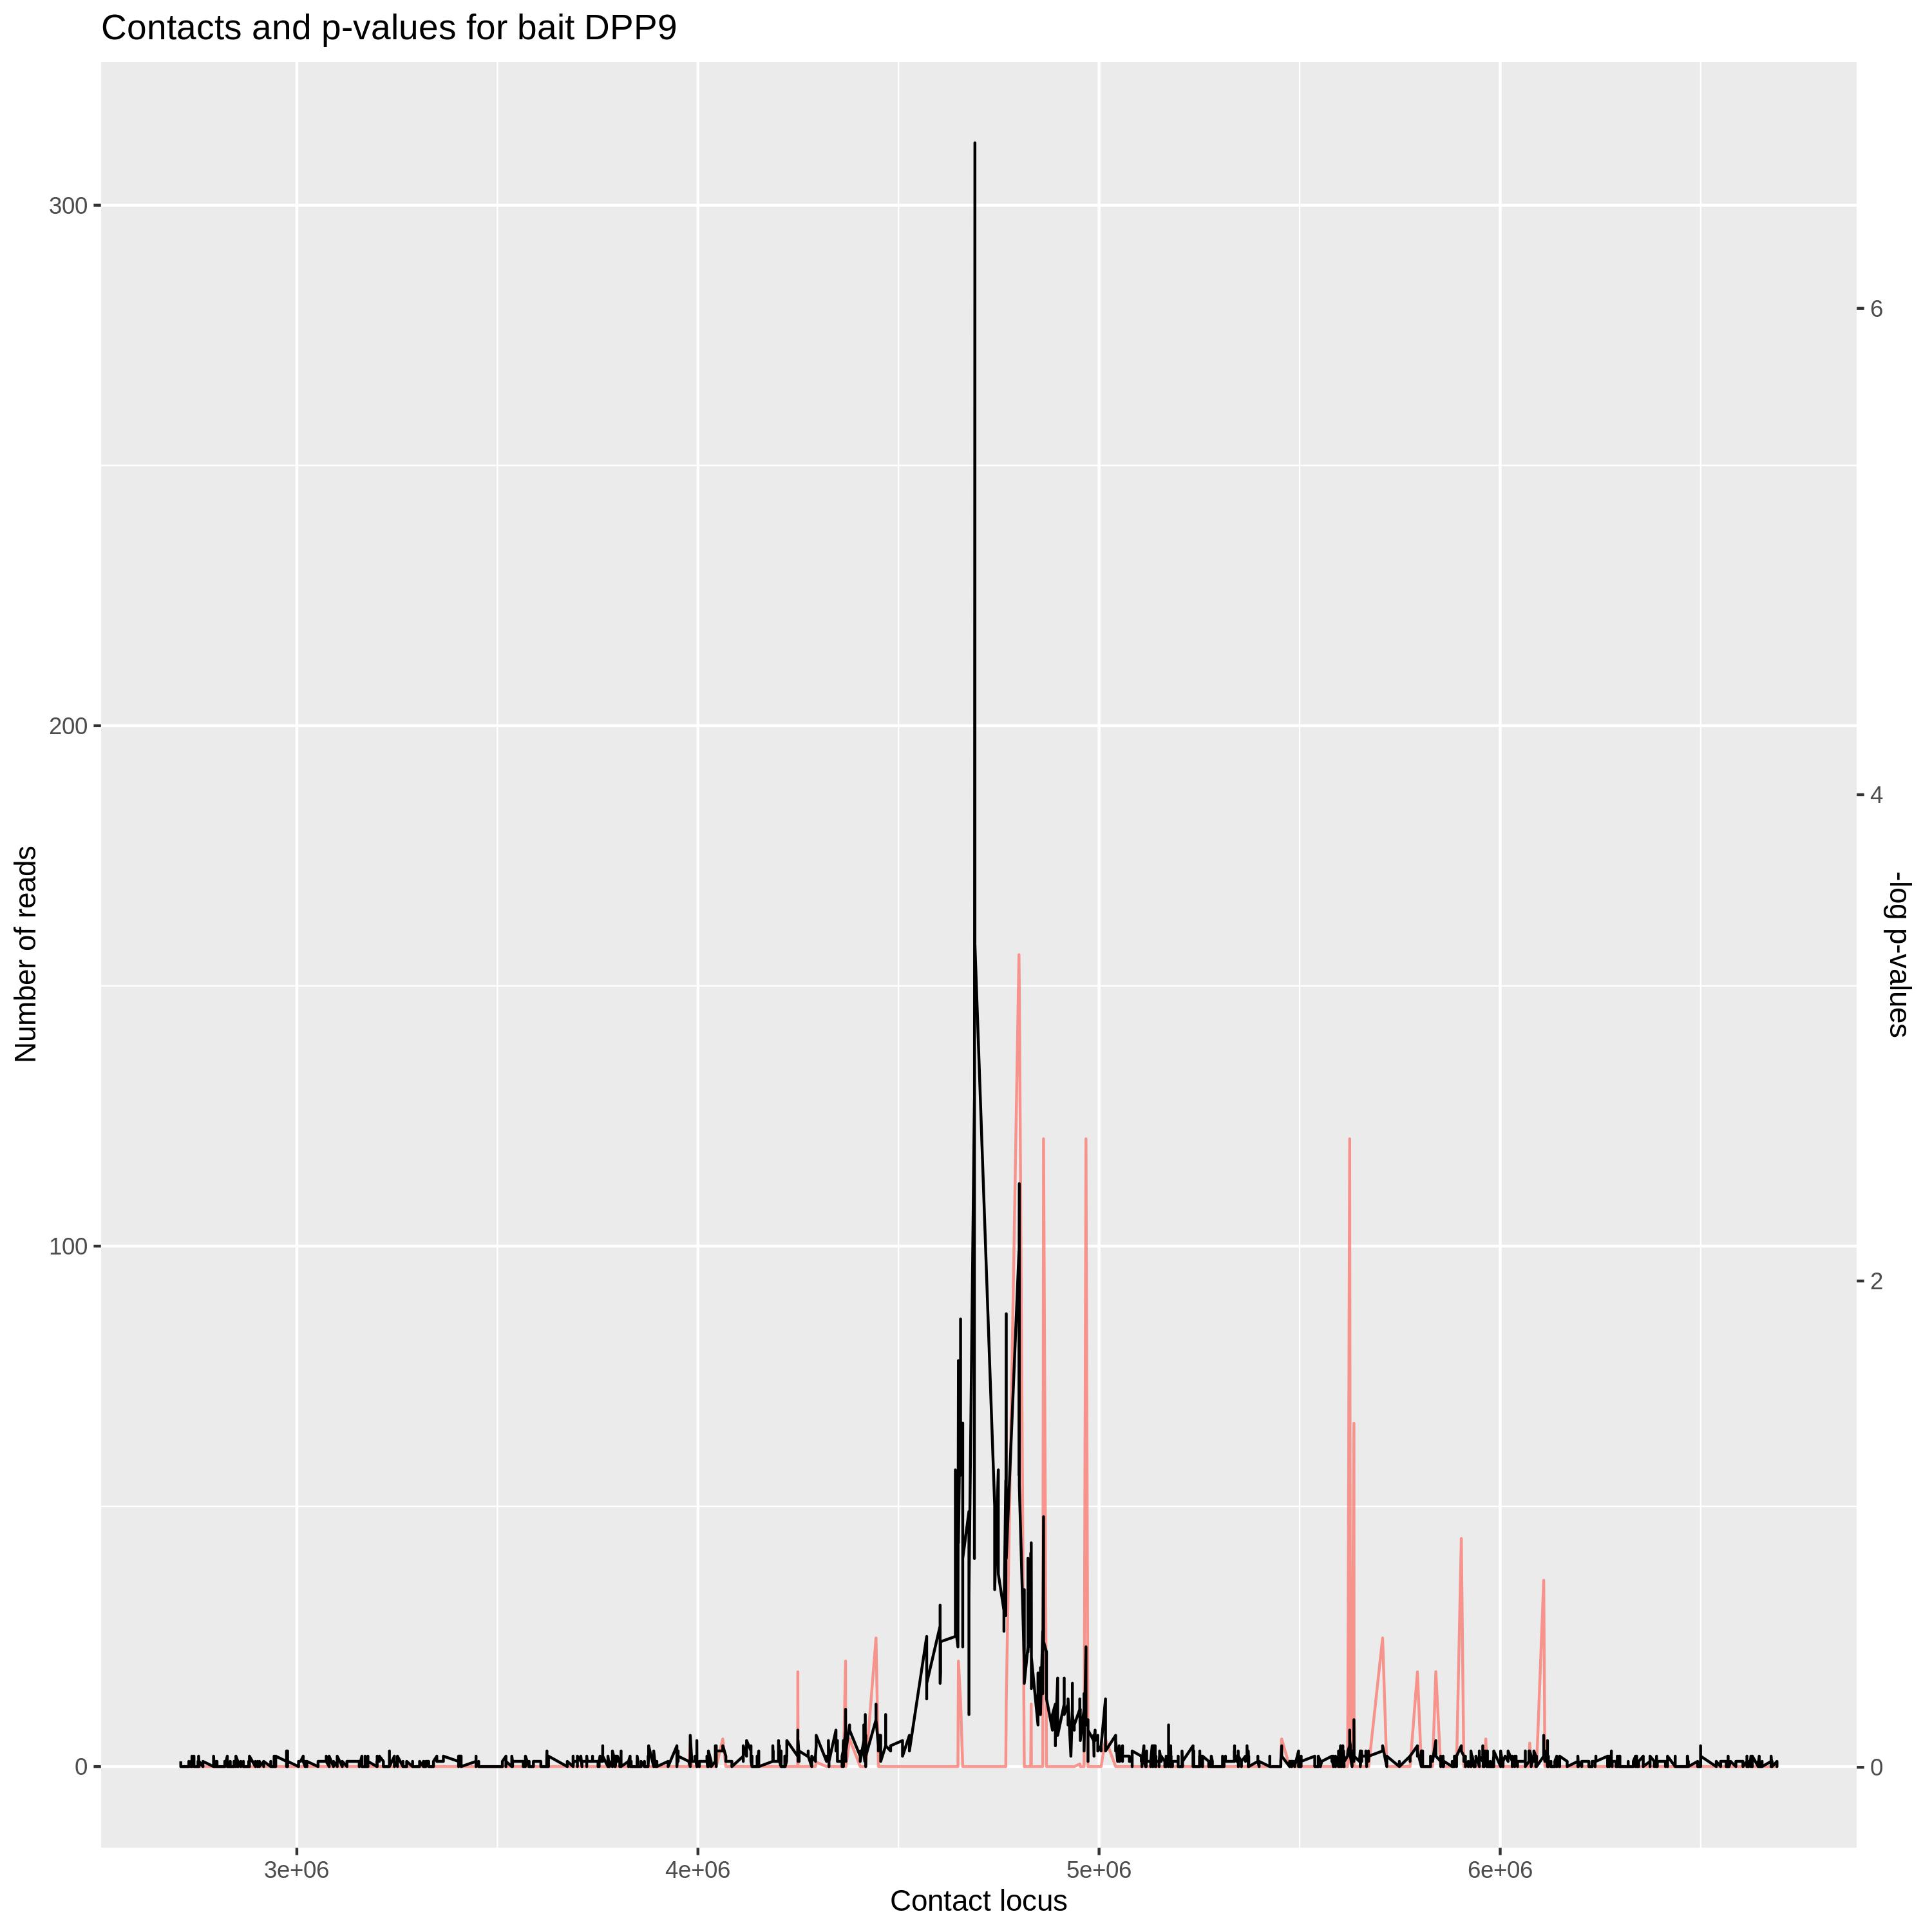 Contacts and p-values for bait DPP9
300
200
100
0
Number of reads
6
4
2
0
-log p-values
3e+06
4e+06
5e+06
6e+06
Contact locus